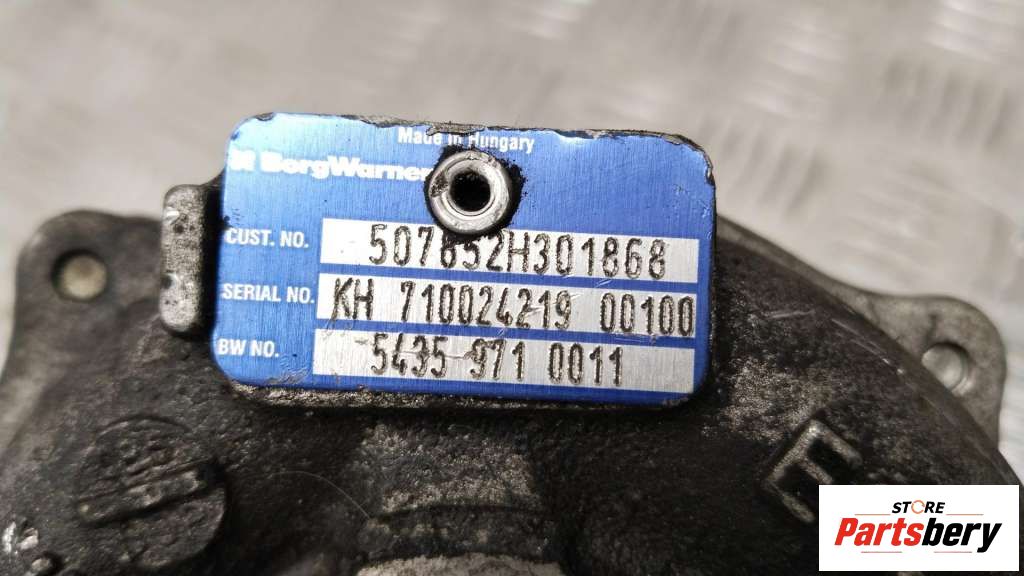 Made in Hungary
BorgWarner
CUST. NO. 507652H301868
SERIAL NO. KH 710024219 00100
BW NO. 5435 971 0011
E
STORE
Partsbery